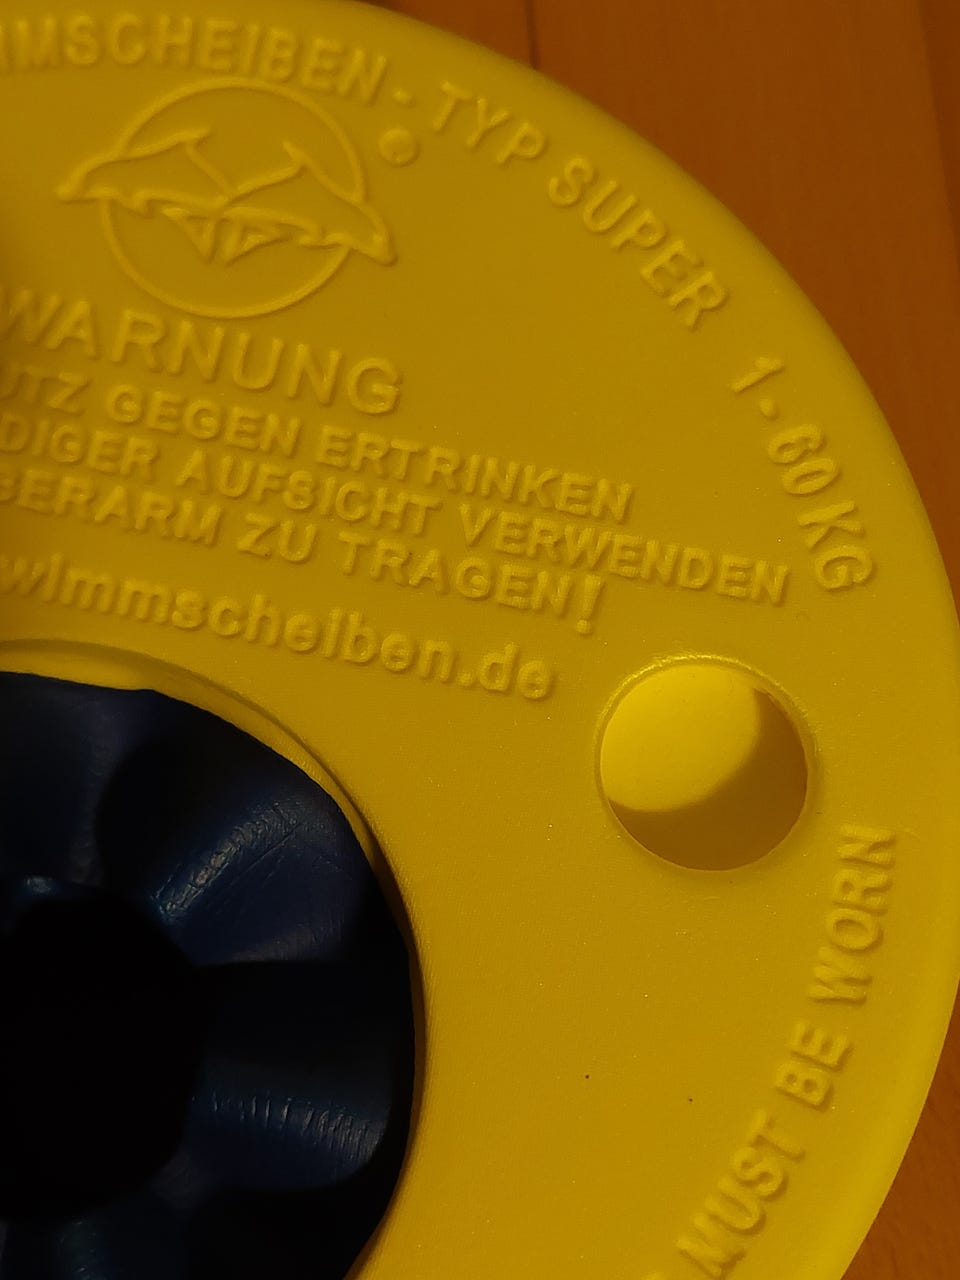 MMSCHEIBEN - TYP SUPER 1 - 60 KG
WARNUNG
UTZ GEGEN ERTRINKEN
DIGER AUFSICHT VERWENDEN
BERARM ZU TRAGEN!
wimmscheiben.de
MUST BE WORN